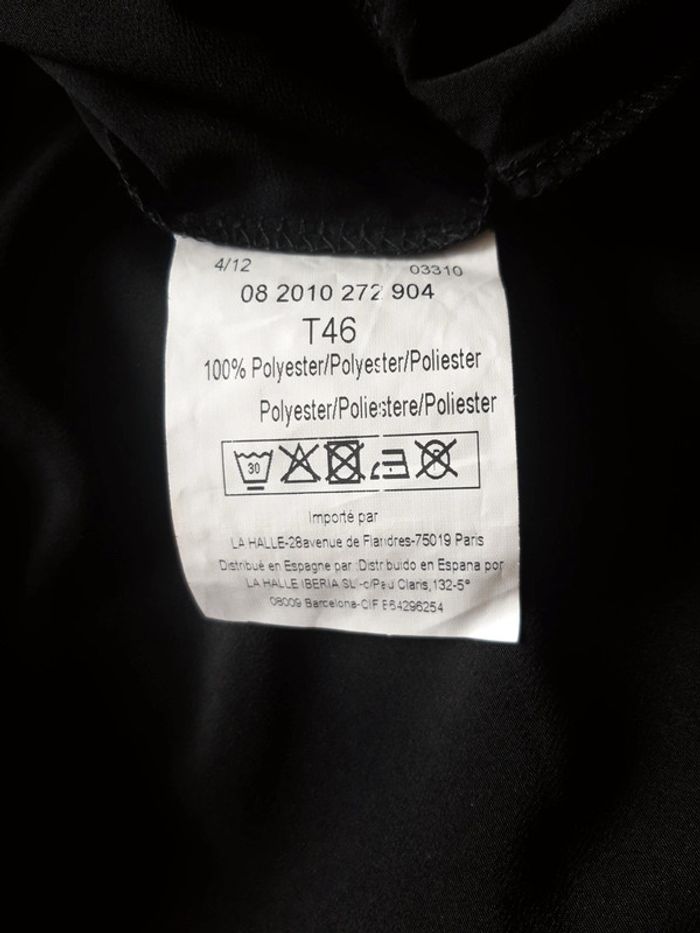 4/12 03310
08 2010 272 904
T46
100% Polyester/Polyester/Poliester
Polyester/Poliestere/Poliester
30
Importé par
LA HALLE-28avenue de Flandres-75019 Paris
Distribué en Espagne par :Distribuido en Espana por
LA HALLE IBERIA SL -c/Pau Claris,132-5°
08009 Barcelona-CIF B64296254